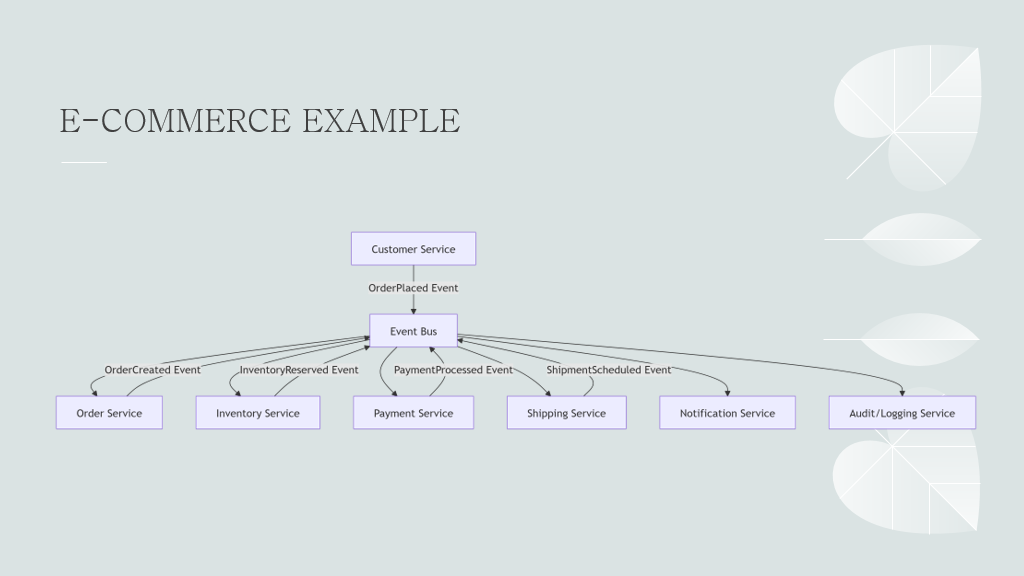 E-COMMERCE EXAMPLE
Customer Service
OrderPlaced Event
Event Bus
OrderCreated Event
InventoryReserved Event
PaymentProcessed Event
ShipmentScheduled Event
Order Service
Inventory Service
Payment Service
Shipping Service
Notification Service
Audit/Logging Service